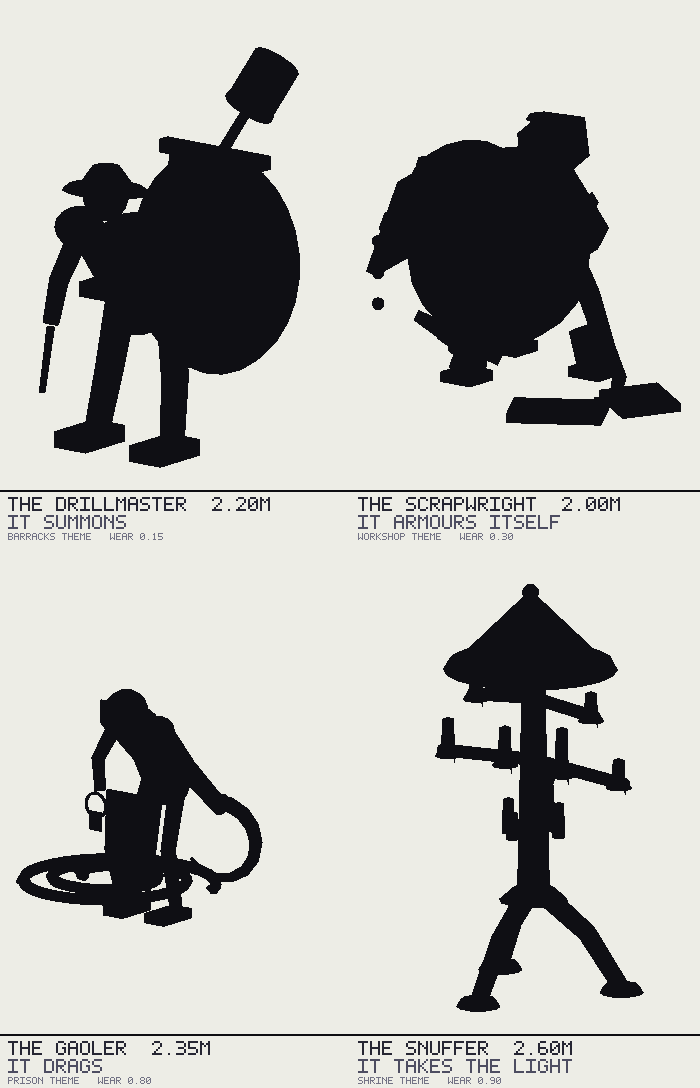 THE DRILLMASTER 2.20M
IT SUMMONS
BARRACKS THEME WEAR 0.15
THE SCRAPWRIGHT 2.00M
IT ARMOURS ITSELF
WORKSHOP THEME WEAR 0.30
THE GAOLER 2.35M
IT DRAGS
PRISON THEME WEAR 0.80
THE SNUFFER 2.60M
IT TAKES THE LIGHT
SHRINE THEME WEAR 0.90